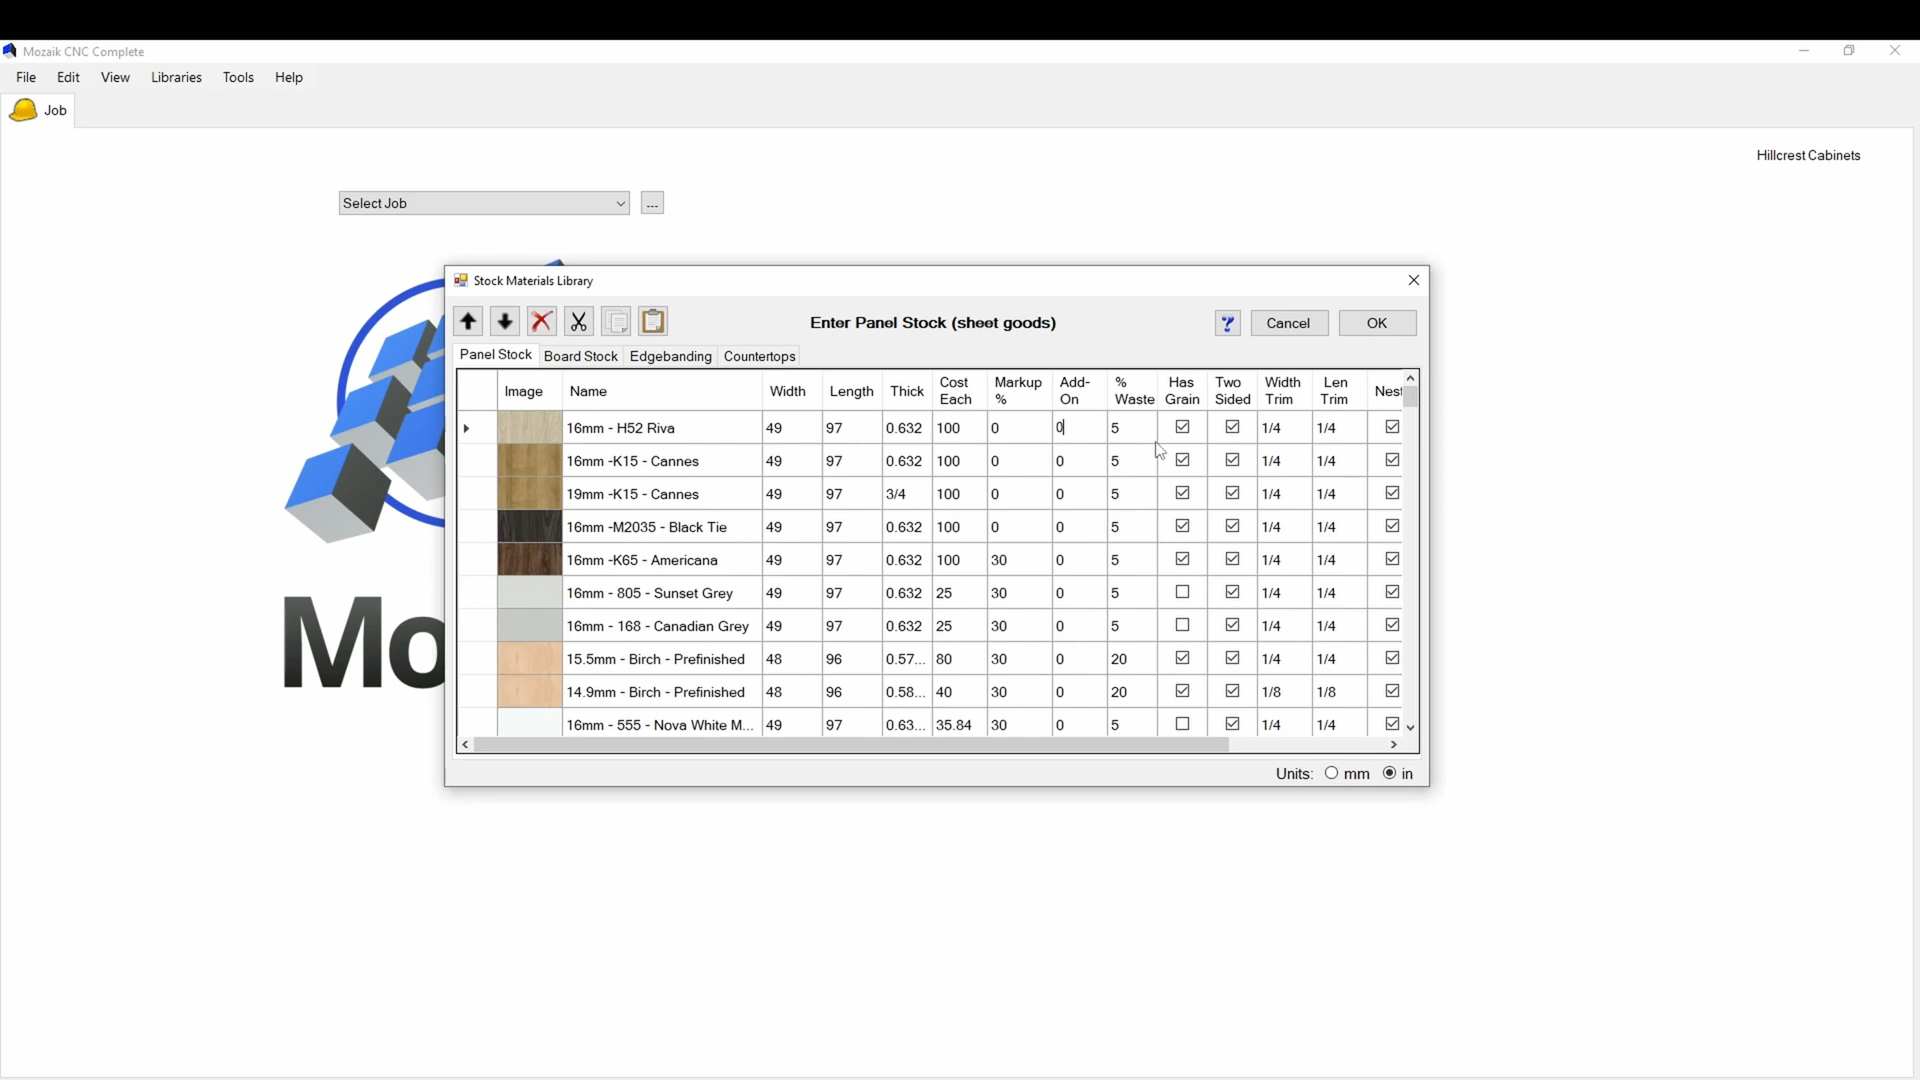 Mozaik CNC Complete
File Edit View Libraries Tools Help
Job
Hillcrest Cabinets
Select Job
...
Mo
Stock Materials Library
Enter Panel Stock (sheet goods)
? Cancel OK
Panel Stock Board Stock Edgebanding Countertops
Image Name Width Length Thick Cost Each Markup % Add-On % Waste Has Grain Two Sided Width Trim Len Trim Nest
16mm - H52 Riva 49 97 0.632 100 0 0 5 1/4 1/4
16mm -K15 - Cannes 49 97 0.632 100 0 0 5 1/4 1/4
19mm -K15 - Cannes 49 97 3/4 100 0 0 5 1/4 1/4
16mm -M2035 - Black Tie 49 97 0.632 100 0 0 5 1/4 1/4
16mm -K65 - Americana 49 97 0.632 100 30 0 5 1/4 1/4
16mm - 805 - Sunset Grey 49 97 0.632 25 30 0 5 1/4 1/4
16mm - 168 - Canadian Grey 49 97 0.632 25 30 0 5 1/4 1/4
15.5mm - Birch - Prefinished 48 96 0.57... 80 30 0 20 1/4 1/4
14.9mm - Birch - Prefinished 48 96 0.58... 40 30 0 20 1/8 1/8
16mm - 555 - Nova White M... 49 97 0.63... 35.84 30 0 5 1/4 1/4
Units: mm in